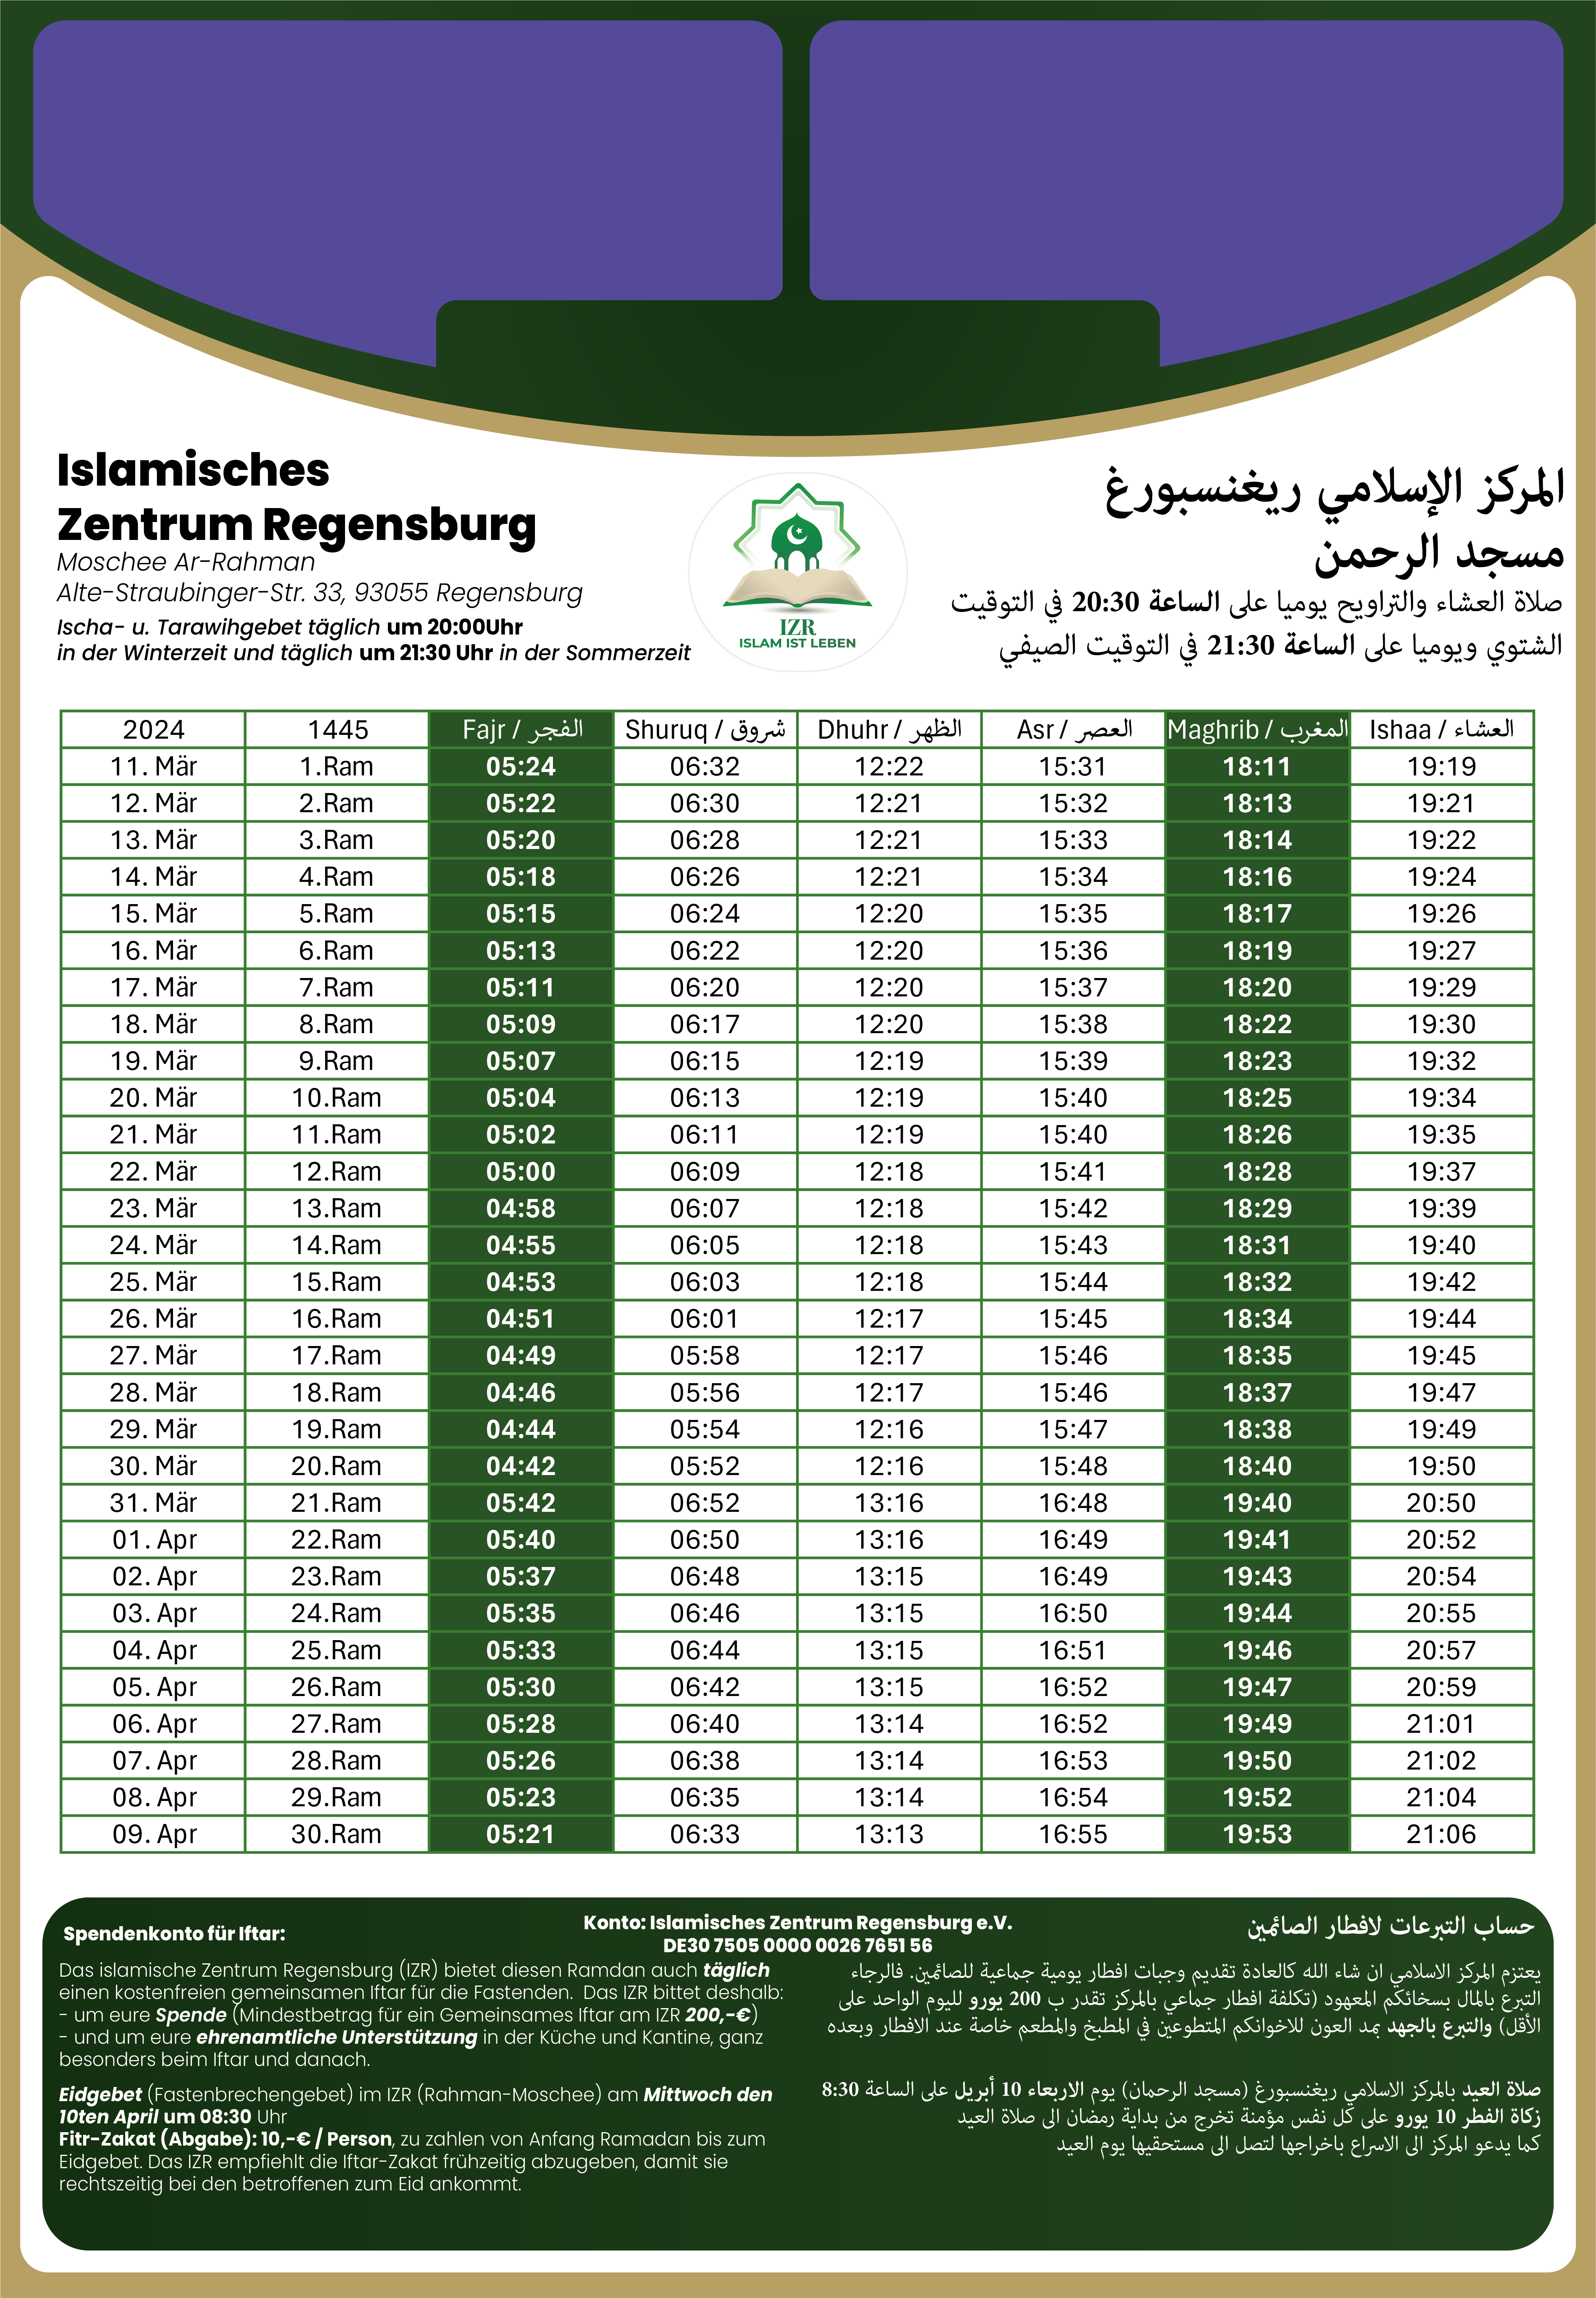 Islamisches
Zentrum Regensburg
Moschee Ar-Rahman
Alte-Straubinger-Str. 33, 93055 Regensburg
Ischa- u. Tarawihgebet täglich um 20:00Uhr
in der Winterzeit und täglich um 21:30 Uhr in der Sommerzeit
IZR
ISLAM IST LEBEN
المركز الإسلامي ريغنسبورغ
مسجد الرحمن
صلاة العشاء والتراويح يوميا على الساعة 20:30 في التوقيت
الشتوي ويوميا على الساعة 21:30 في التوقيت الصيفي
2024 1445 Fajr / الفجر Shuruq / شروق Dhuhr / الظهر Asr / العصر Maghrib / المغرب Ishaa / العشاء
11. Mär 1.Ram 05:24 06:32 12:22 15:31 18:11 19:19
12. Mär 2.Ram 05:22 06:30 12:21 15:32 18:13 19:21
13. Mär 3.Ram 05:20 06:28 12:21 15:33 18:14 19:22
14. Mär 4.Ram 05:18 06:26 12:21 15:34 18:16 19:24
15. Mär 5.Ram 05:15 06:24 12:20 15:35 18:17 19:26
16. Mär 6.Ram 05:13 06:22 12:20 15:36 18:19 19:27
17. Mär 7.Ram 05:11 06:20 12:20 15:37 18:20 19:29
18. Mär 8.Ram 05:09 06:17 12:20 15:38 18:22 19:30
19. Mär 9.Ram 05:07 06:15 12:19 15:39 18:23 19:32
20. Mär 10.Ram 05:04 06:13 12:19 15:40 18:25 19:34
21. Mär 11.Ram 05:02 06:11 12:19 15:40 18:26 19:35
22. Mär 12.Ram 05:00 06:09 12:18 15:41 18:28 19:37
23. Mär 13.Ram 04:58 06:07 12:18 15:42 18:29 19:39
24. Mär 14.Ram 04:55 06:05 12:18 15:43 18:31 19:40
25. Mär 15.Ram 04:53 06:03 12:18 15:44 18:32 19:42
26. Mär 16.Ram 04:51 06:01 12:17 15:45 18:34 19:44
27. Mär 17.Ram 04:49 05:58 12:17 15:46 18:35 19:45
28. Mär 18.Ram 04:46 05:56 12:17 15:46 18:37 19:47
29. Mär 19.Ram 04:44 05:54 12:16 15:47 18:38 19:49
30. Mär 20.Ram 04:42 05:52 12:16 15:48 18:40 19:50
31. Mär 21.Ram 05:42 06:52 13:16 16:48 19:40 20:50
01. Apr 22.Ram 05:40 06:50 13:16 16:49 19:41 20:52
02. Apr 23.Ram 05:37 06:48 13:15 16:49 19:43 20:54
03. Apr 24.Ram 05:35 06:46 13:15 16:50 19:44 20:55
04. Apr 25.Ram 05:33 06:44 13:15 16:51 19:46 20:57
05. Apr 26.Ram 05:30 06:42 13:15 16:52 19:47 20:59
06. Apr 27.Ram 05:28 06:40 13:14 16:52 19:49 21:01
07. Apr 28.Ram 05:26 06:38 13:14 16:53 19:50 21:02
08. Apr 29.Ram 05:23 06:35 13:14 16:54 19:52 21:04
09. Apr 30.Ram 05:21 06:33 13:13 16:55 19:53 21:06
Spendenkonto für Iftar:
Konto: Islamisches Zentrum Regensburg e.V.
DE30 7505 0000 0026 7651 56
حساب التبرعات لافطار الصائمين
Das islamische Zentrum Regensburg (IZR) bietet diesen Ramdan auch täglich
einen kostenfreien gemeinsamen Iftar für die Fastenden. Das IZR bittet deshalb:
- um eure Spende (Mindestbetrag für ein Gemeinsames Iftar am IZR 200,-€)
- und um eure ehrenamtliche Unterstützung in der Küche und Kantine, ganz
besonders beim Iftar und danach.
Eidgebet (Fastenbrechengebet) im IZR (Rahman-Moschee) am Mittwoch den
10ten April um 08:30 Uhr
Fitr-Zakat (Abgabe): 10,-€ / Person, zu zahlen von Anfang Ramadan bis zum
Eidgebet. Das IZR empfiehlt die Iftar-Zakat frühzeitig abzugeben, damit sie
rechtszeitig bei den betroffenen zum Eid ankommt.
يعتزم المركز الاسلامي ان شاء الله كالعادة تقديم وجبات افطار يومية جماعية للصائمين. فالرجاء
التبرع بالمال بسخائكم المعهود (تكلفة افطار جماعي بالمركز تقدر ب 200 يورو لليوم الواحد على
الأقل) والتبرع بالجهد بمد العون للاخوانكم المتطوعين في المطبخ والمطعم خاصة عند الافطار وبعده
صلاة العيد بالمركز الاسلامي ريغنسبورغ (مسجد الرحمان) يوم الاربعاء 10 أبريل على الساعة 8:30
زكاة الفطر 10 يورو على كل نفس مؤمنة تخرج من بداية رمضان الى صلاة العيد
كما يدعو المركز الى الاسراع باخراجها لتصل الى مستحقيها يوم العيد